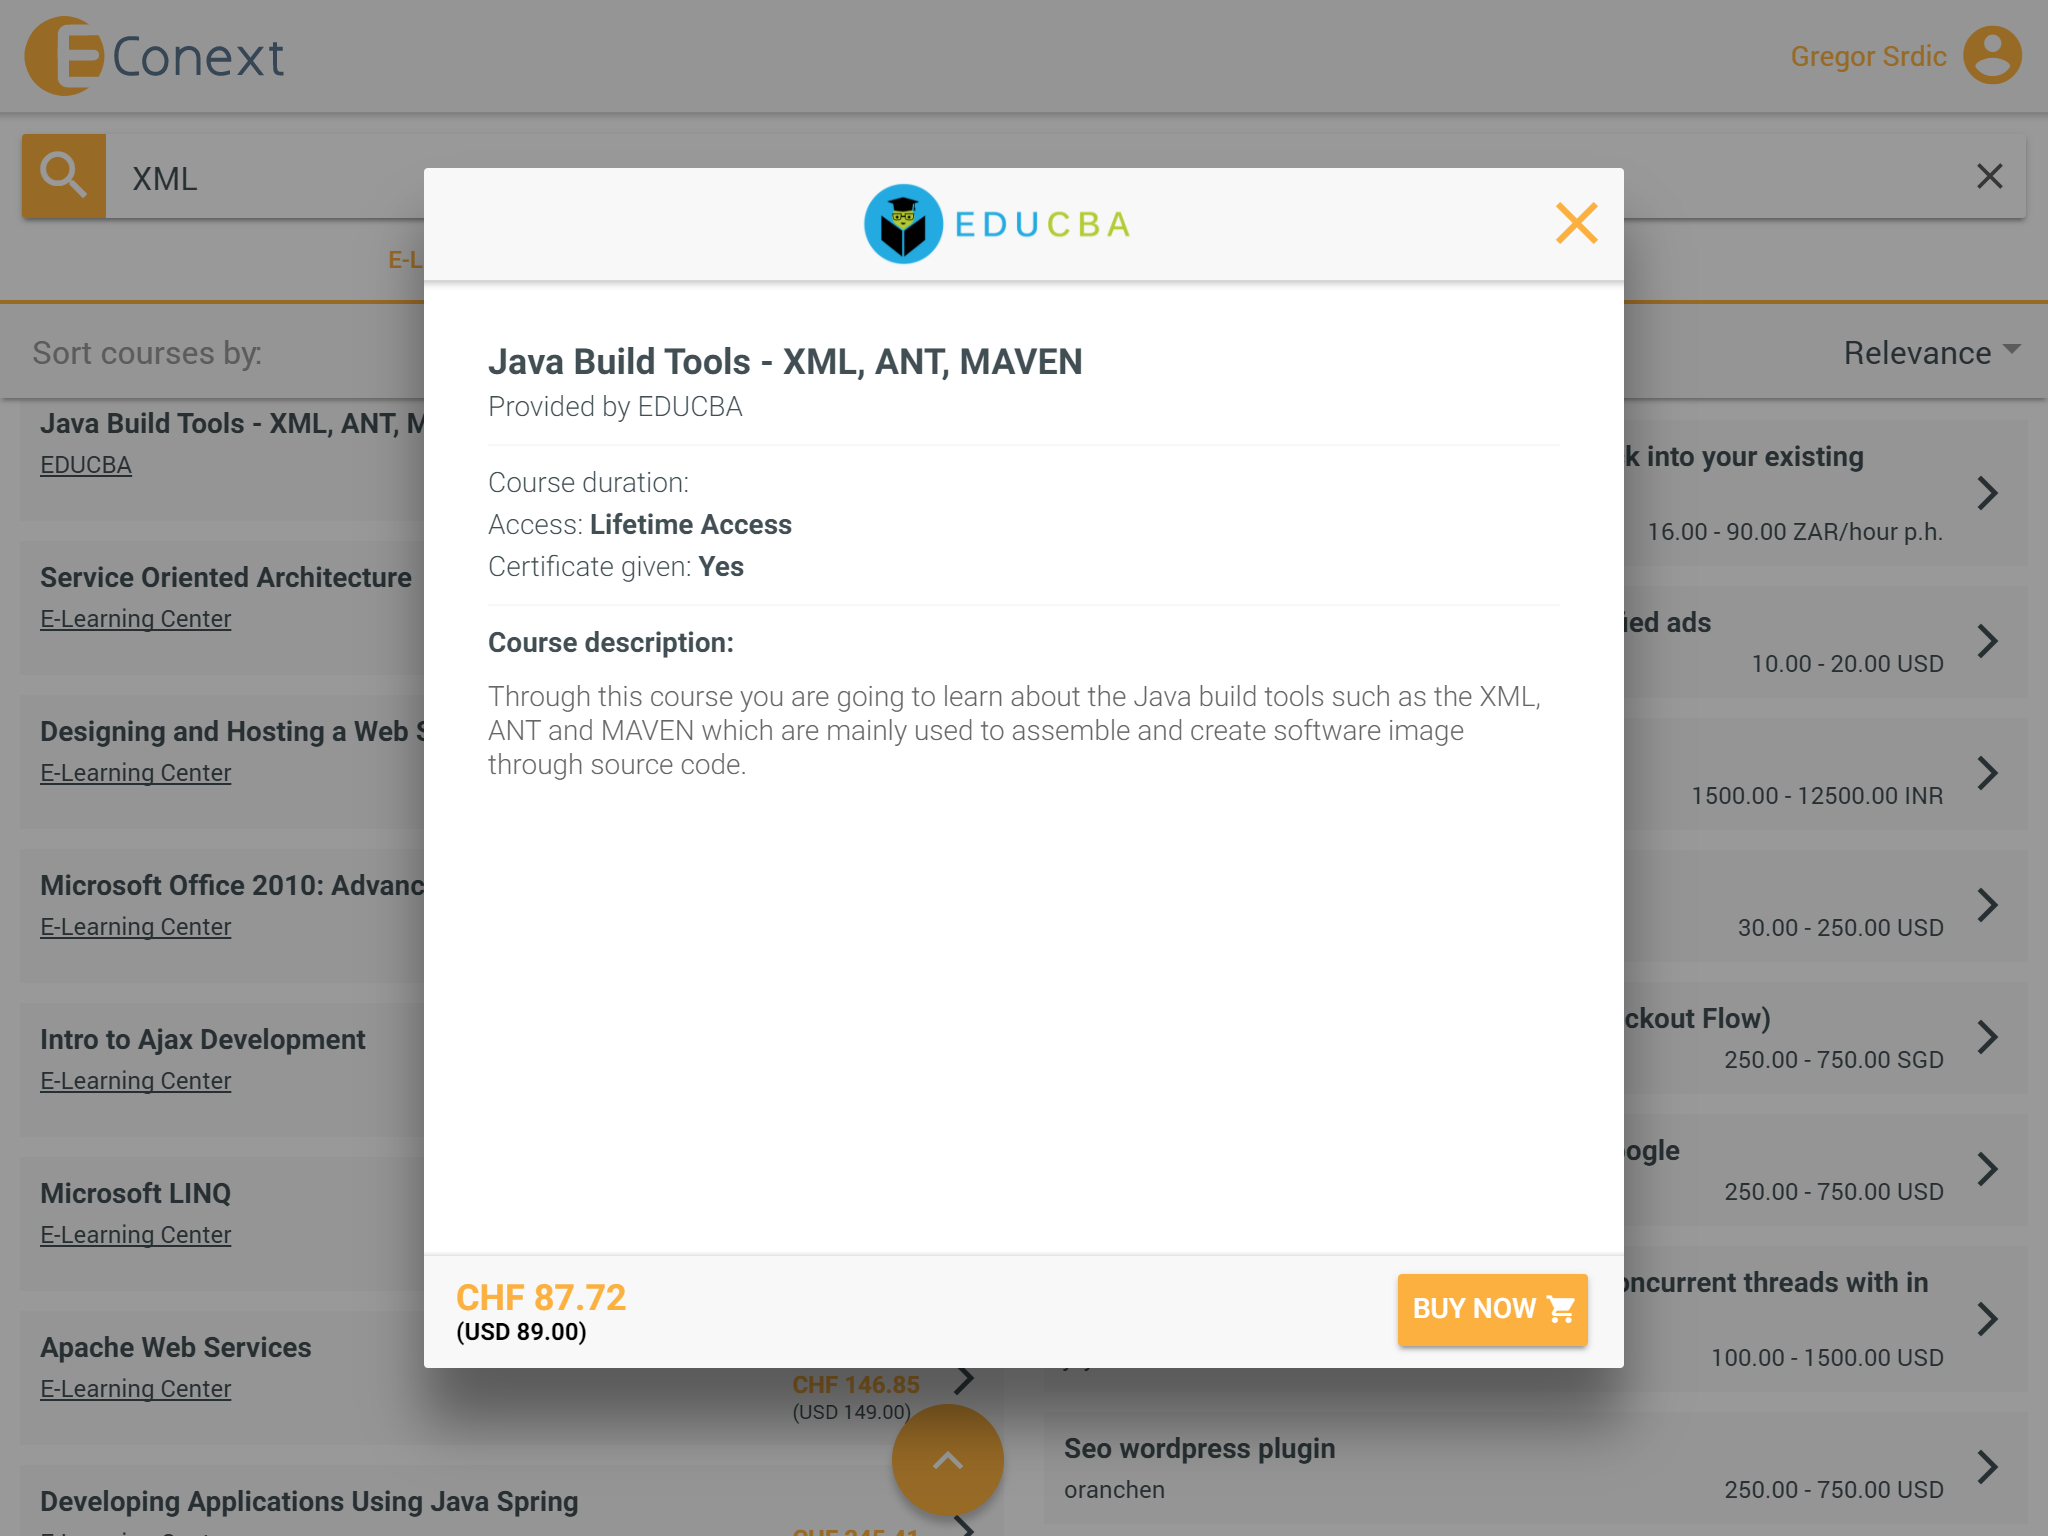 E Conext
Gregor Srdic
XML
EDUCBA
E-L
Sort courses by:
Relevance
Java Build Tools - XML, ANT, MAVEN
Provided by EDUCBA
Course duration:
Access: Lifetime Access
Certificate given: Yes
Course description:
Through this course you are going to learn about the Java build tools such as the XML,
ANT and MAVEN which are mainly used to assemble and create software image
through source code.
CHF 87.72
(USD 89.00)
BUY NOW
Java Build Tools - XML, ANT, M
EDUCBA
Service Oriented Architecture
E-Learning Center
Designing and Hosting a Web S
E-Learning Center
Microsoft Office 2010: Advanc
E-Learning Center
Intro to Ajax Development
E-Learning Center
Microsoft LINQ
E-Learning Center
Apache Web Services
E-Learning Center
CHF 146.85
(USD 149.00)
Developing Applications Using Java Spring
k into your existing
16.00 - 90.00 ZAR/hour p.h.
ied ads
10.00 - 20.00 USD
1500.00 - 12500.00 INR
30.00 - 250.00 USD
ckout Flow)
250.00 - 750.00 SGD
ogle
250.00 - 750.00 USD
oncurrent threads with in
100.00 - 1500.00 USD
Seo wordpress plugin
oranchen
250.00 - 750.00 USD